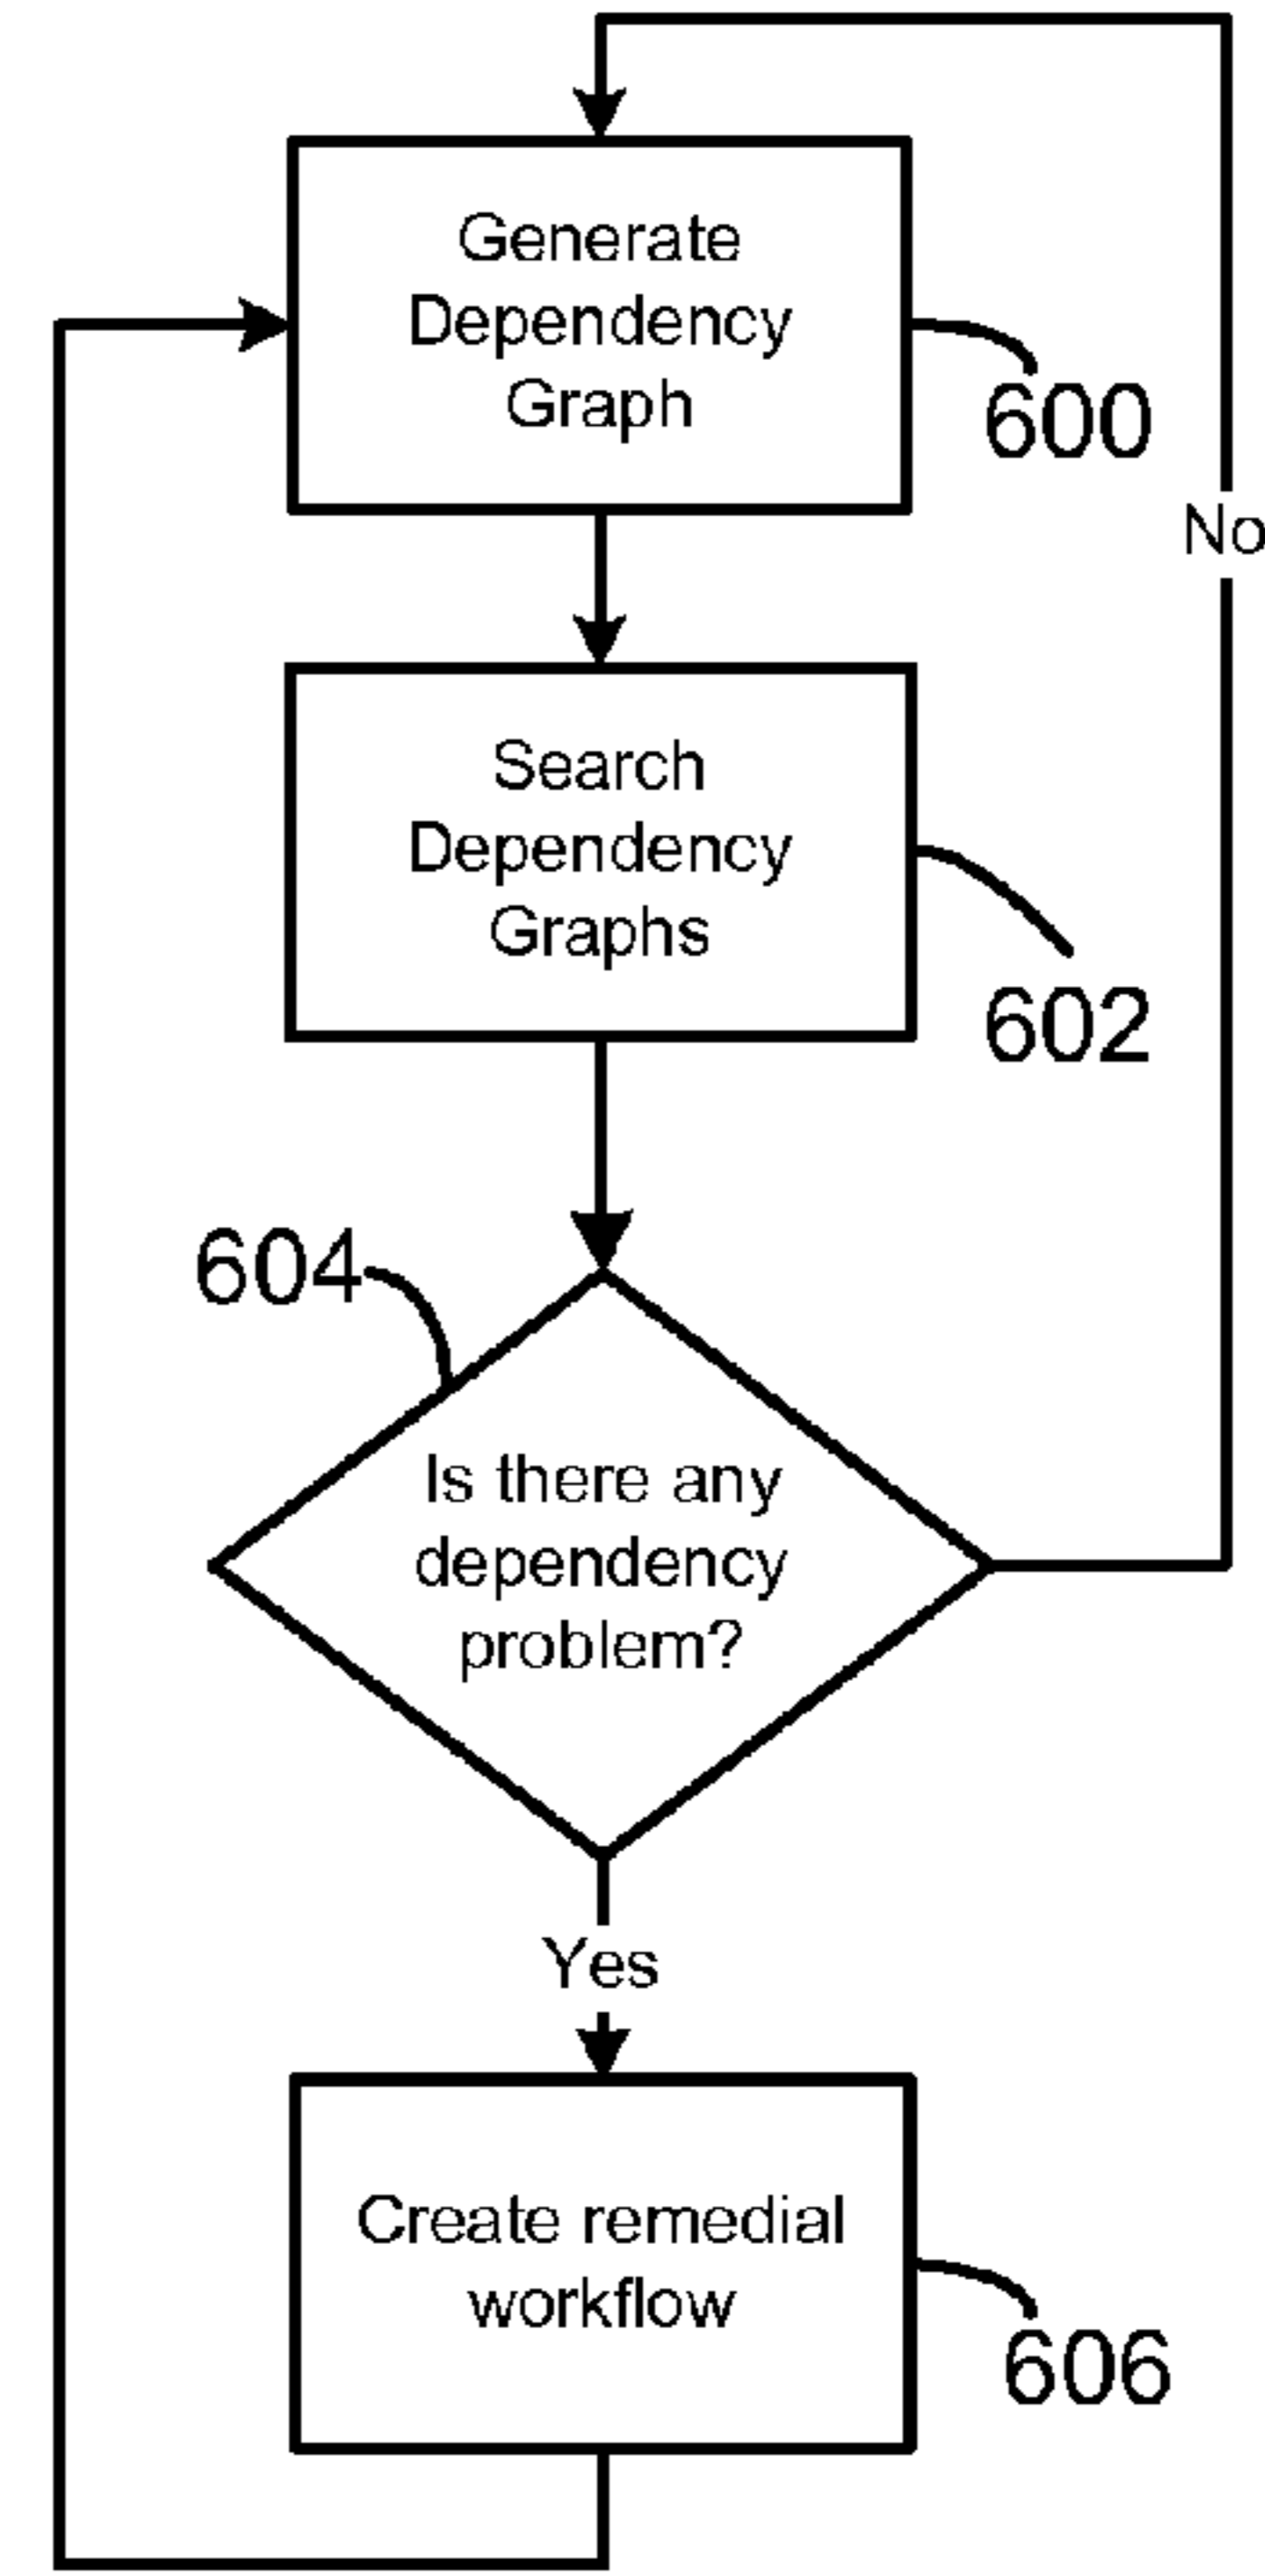 Generate
Dependency
Graph
600
No
Search
Dependency
Graphs
602
604
Is there any
dependency
problem?
Yes
Create remedial
workflow
606